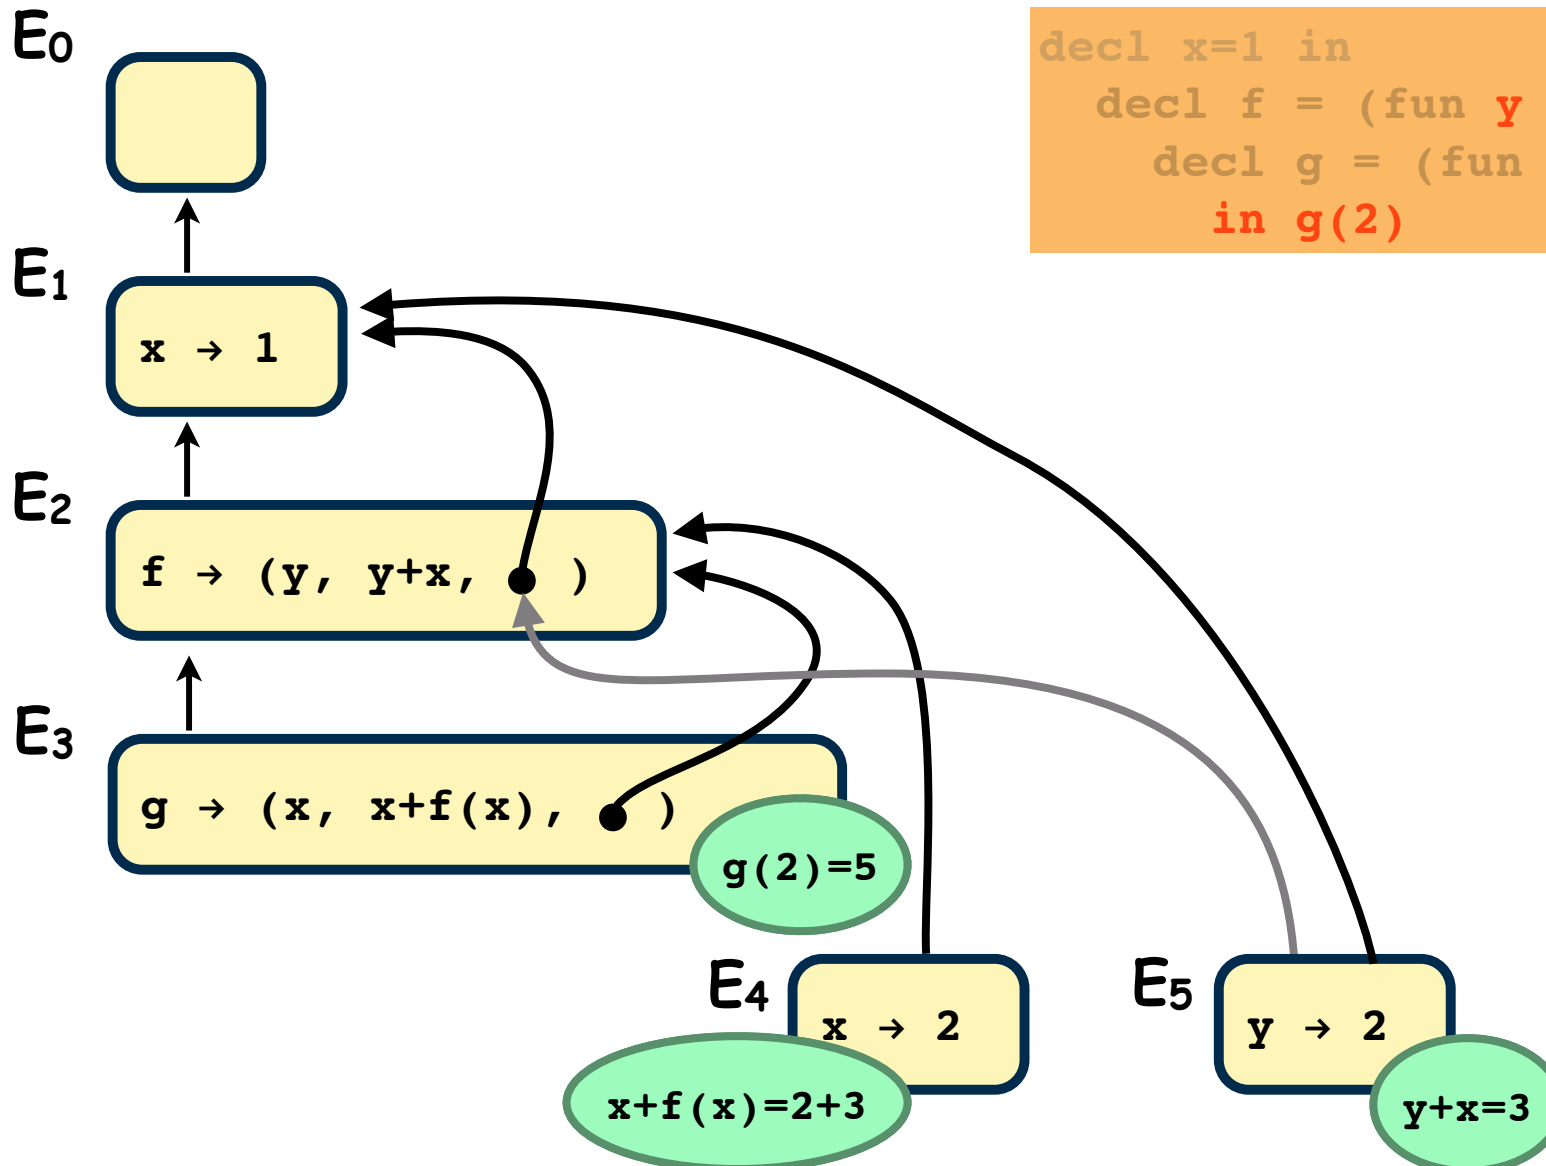 E0
decl x=1 in
decl f = (fun y
decl g = (fun
in g(2)
E1
x → 1
E2
f → (y, y+x, )
E3
g → (x, x+f(x), )
g(2)=5
E4
x → 2
x+f(x)=2+3
E5
y → 2
y+x=3